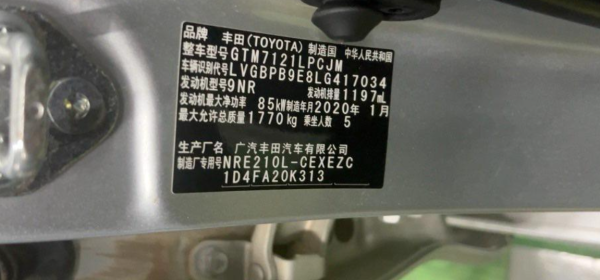 品牌 丰田(TOYOTA) 制造国 中华人民共和国
整车型号GTM7121LPCJM
车辆识别代号LVGBPB9E8LG417034
发动机型号9NR 发动机排量1197mL
发动机最大净功率 85kW 制造年月2020年 1月
最大允许总质量1770kg 乘坐人数 5
生产厂名 广汽丰田汽车有限公司
制造厂专用号NRE210L-CEXEZC
1D4FA20K313